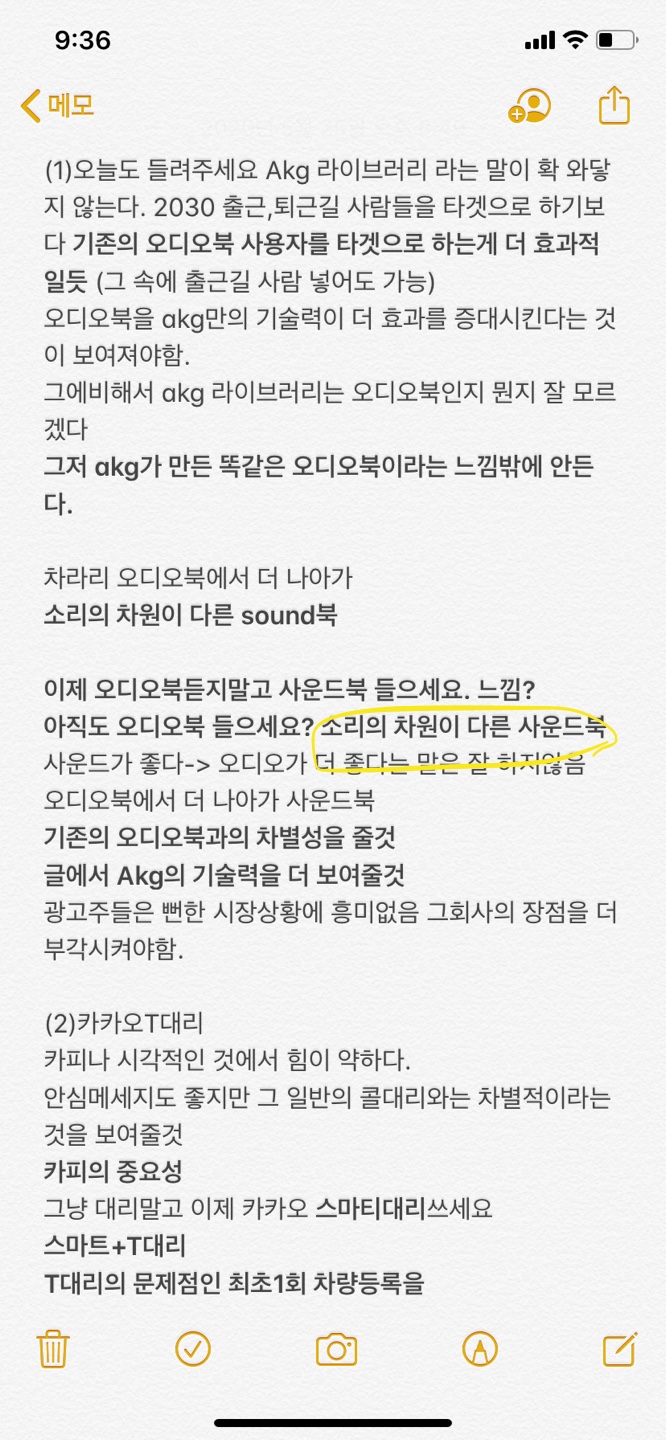 9:36
메모
(1)오늘도 들려주세요 Akg 라이브러리 라는 말이 확 와닿
지 않는다. 2030 출근,퇴근길 사람들을 타겟으로 하기보
다 기존의 오디오북 사용자를 타겟으로 하는게 더 효과적
일듯 (그 속에 출근길 사람 넣어도 가능)
오디오북을 akg만의 기술력이 더 효과를 증대시킨다는 것
이 보여져야함.
그에비해서 akg 라이브러리는 오디오북인지 뭔지 잘 모르
겠다
그저 akg가 만든 똑같은 오디오북이라는 느낌밖에 안든
다.
차라리 오디오북에서 더 나아가
소리의 차원이 다른 sound북
이제 오디오북듣지말고 사운드북 들으세요. 느낌?
아직도 오디오북 들으세요? 소리의 차원이 다른 사운드북
사운드가 좋다-> 오디오가 더 좋다는 말은 잘 하지않음
오디오북에서 더 나아가 사운드북
기존의 오디오북과의 차별성을 줄것
글에서 Akg의 기술력을 더 보여줄것
광고주들은 뻔한 시장상황에 흥미없음 그회사의 장점을 더
부각시켜야함.
(2)카카오T대리
카피나 시각적인 것에서 힘이 약하다.
안심메세지도 좋지만 그 일반의 콜대리와는 차별적이라는
것을 보여줄것
카피의 중요성
그냥 대리말고 이제 카카오 스마티대리쓰세요
스마트+T대리
T대리의 문제점인 최초1회 차량등록을